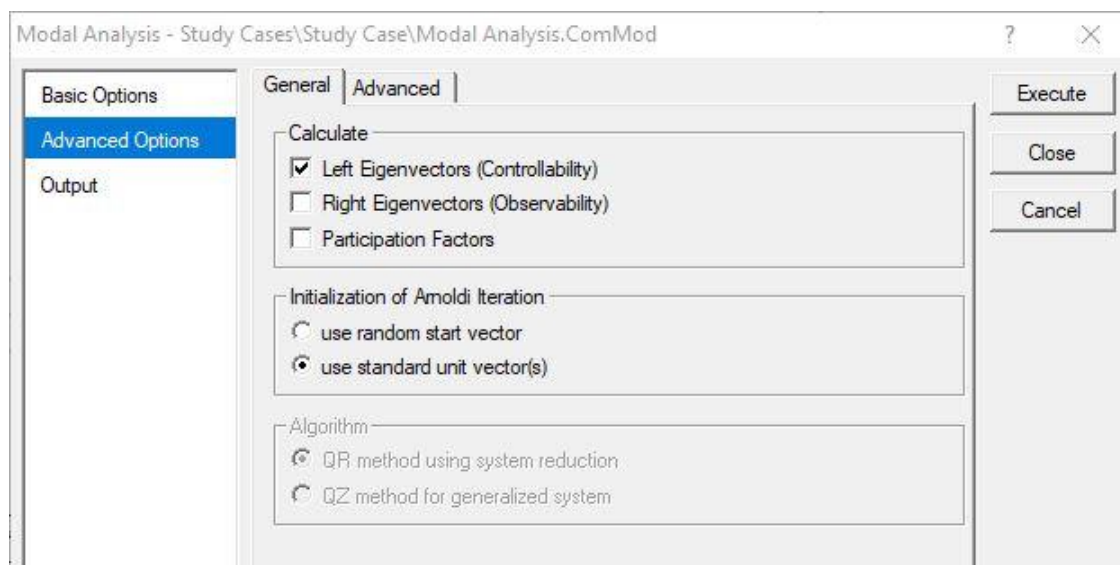 Modal Analysis - Study Cases\Study Case\Modal Analysis.ComMod ?
Basic Options
Advanced Options
Output
General Advanced
Calculate
Left Eigenvectors (Controllability)
Right Eigenvectors (Observability)
Participation Factors
Initialization of Arnoldi Iteration
use random start vector
use standard unit vector(s)
Algorithm
QR method using system reduction
QZ method for generalized system
Execute
Close
Cancel